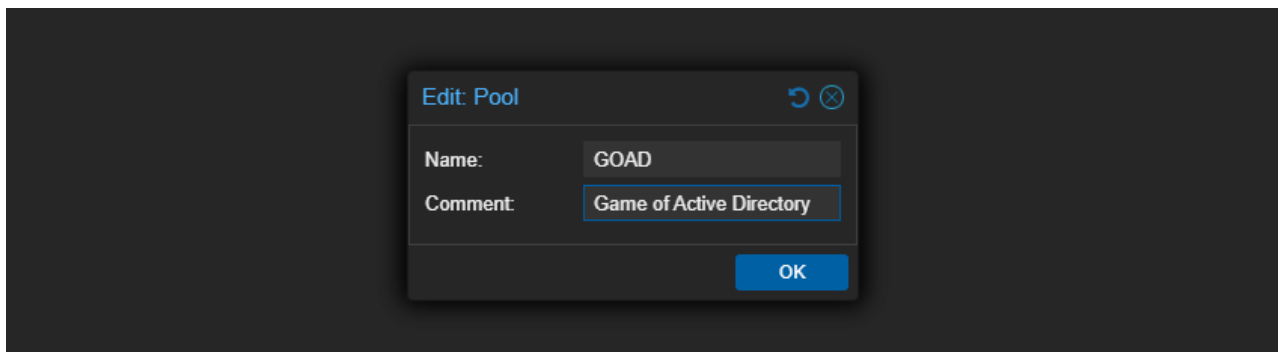 Edit: Pool
Name: GOAD
Comment: Game of Active Directory
OK